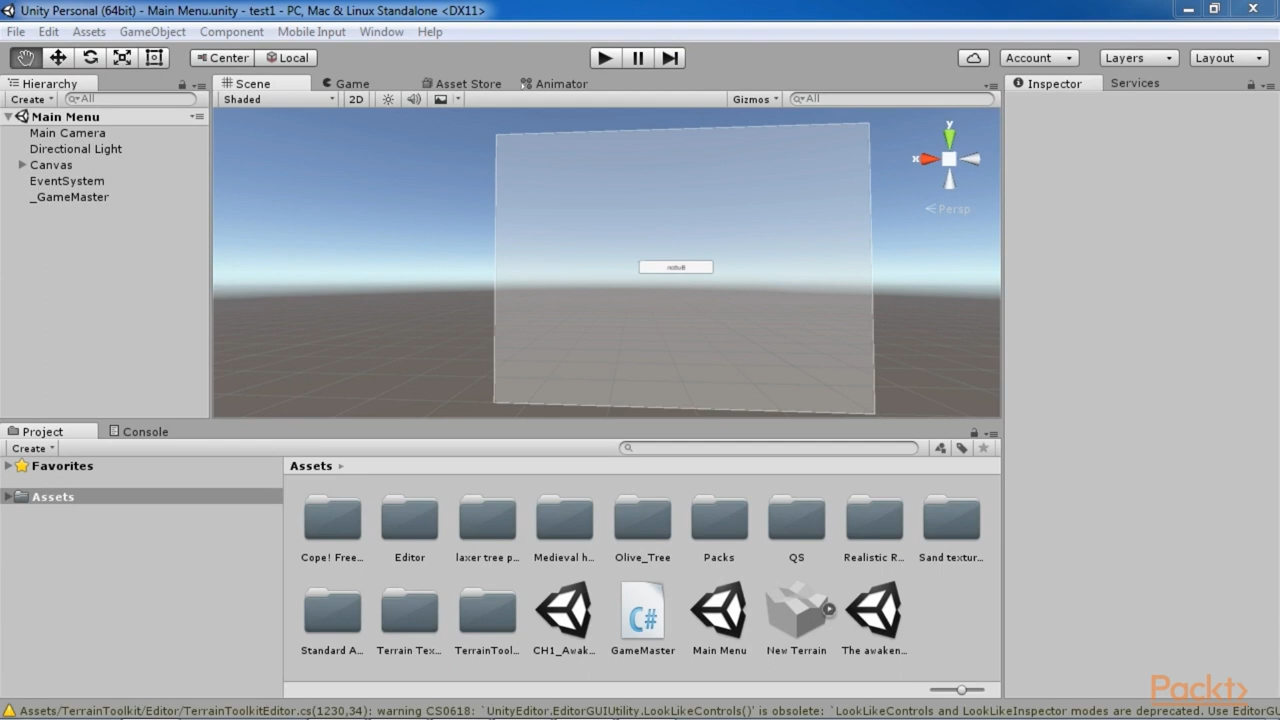 Unity Personal (64bit) - Main Menu.unity - test1 - PC, Mac & Linux Standalone <DX11>
File Edit Assets GameObject Component Mobile Input Window Help
Center Local Account Layers Layout
Hierarchy Scene Game Asset Store Animator Inspector Services
Create All Shaded 2D Gizmos All
Main Menu
Main Camera
Directional Light
Canvas
EventSystem
_GameMaster
y
x
Persp
Button
Project Console
Create
Favorites Assets
Assets
Cope! Free... Editor laxer tree p... Medieval h... Olive_Tree Packs QS Realistic R... Sand textur...
C#
Standard A... Terrain Tex... TerrainTool... CH1_Awak... GameMaster Main Menu New Terrain The awaken...
Packt
Assets/TerrainToolkit/Editor/TerrainToolkitEditor.cs(1230,34): warning CS0618: `UnityEditor.EditorGUIUtility.LookLikeControls()' is obsolete: `LookLikeControls and LookLikeInspector modes are deprecated. Use EditorGU